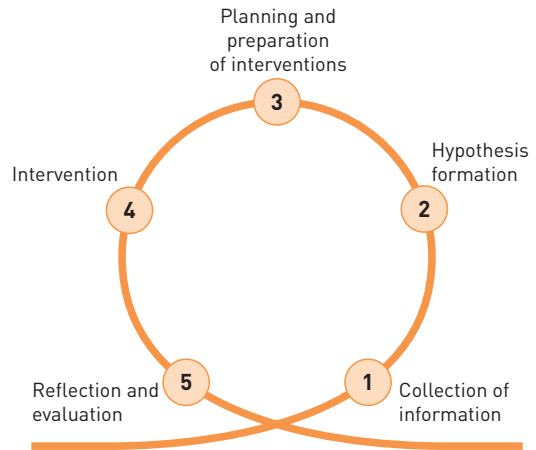 Planning and
preparation
of interventions
3
Hypothesis
formation
2
Intervention
4
5
Reflection and
evaluation
1
Collection of
information